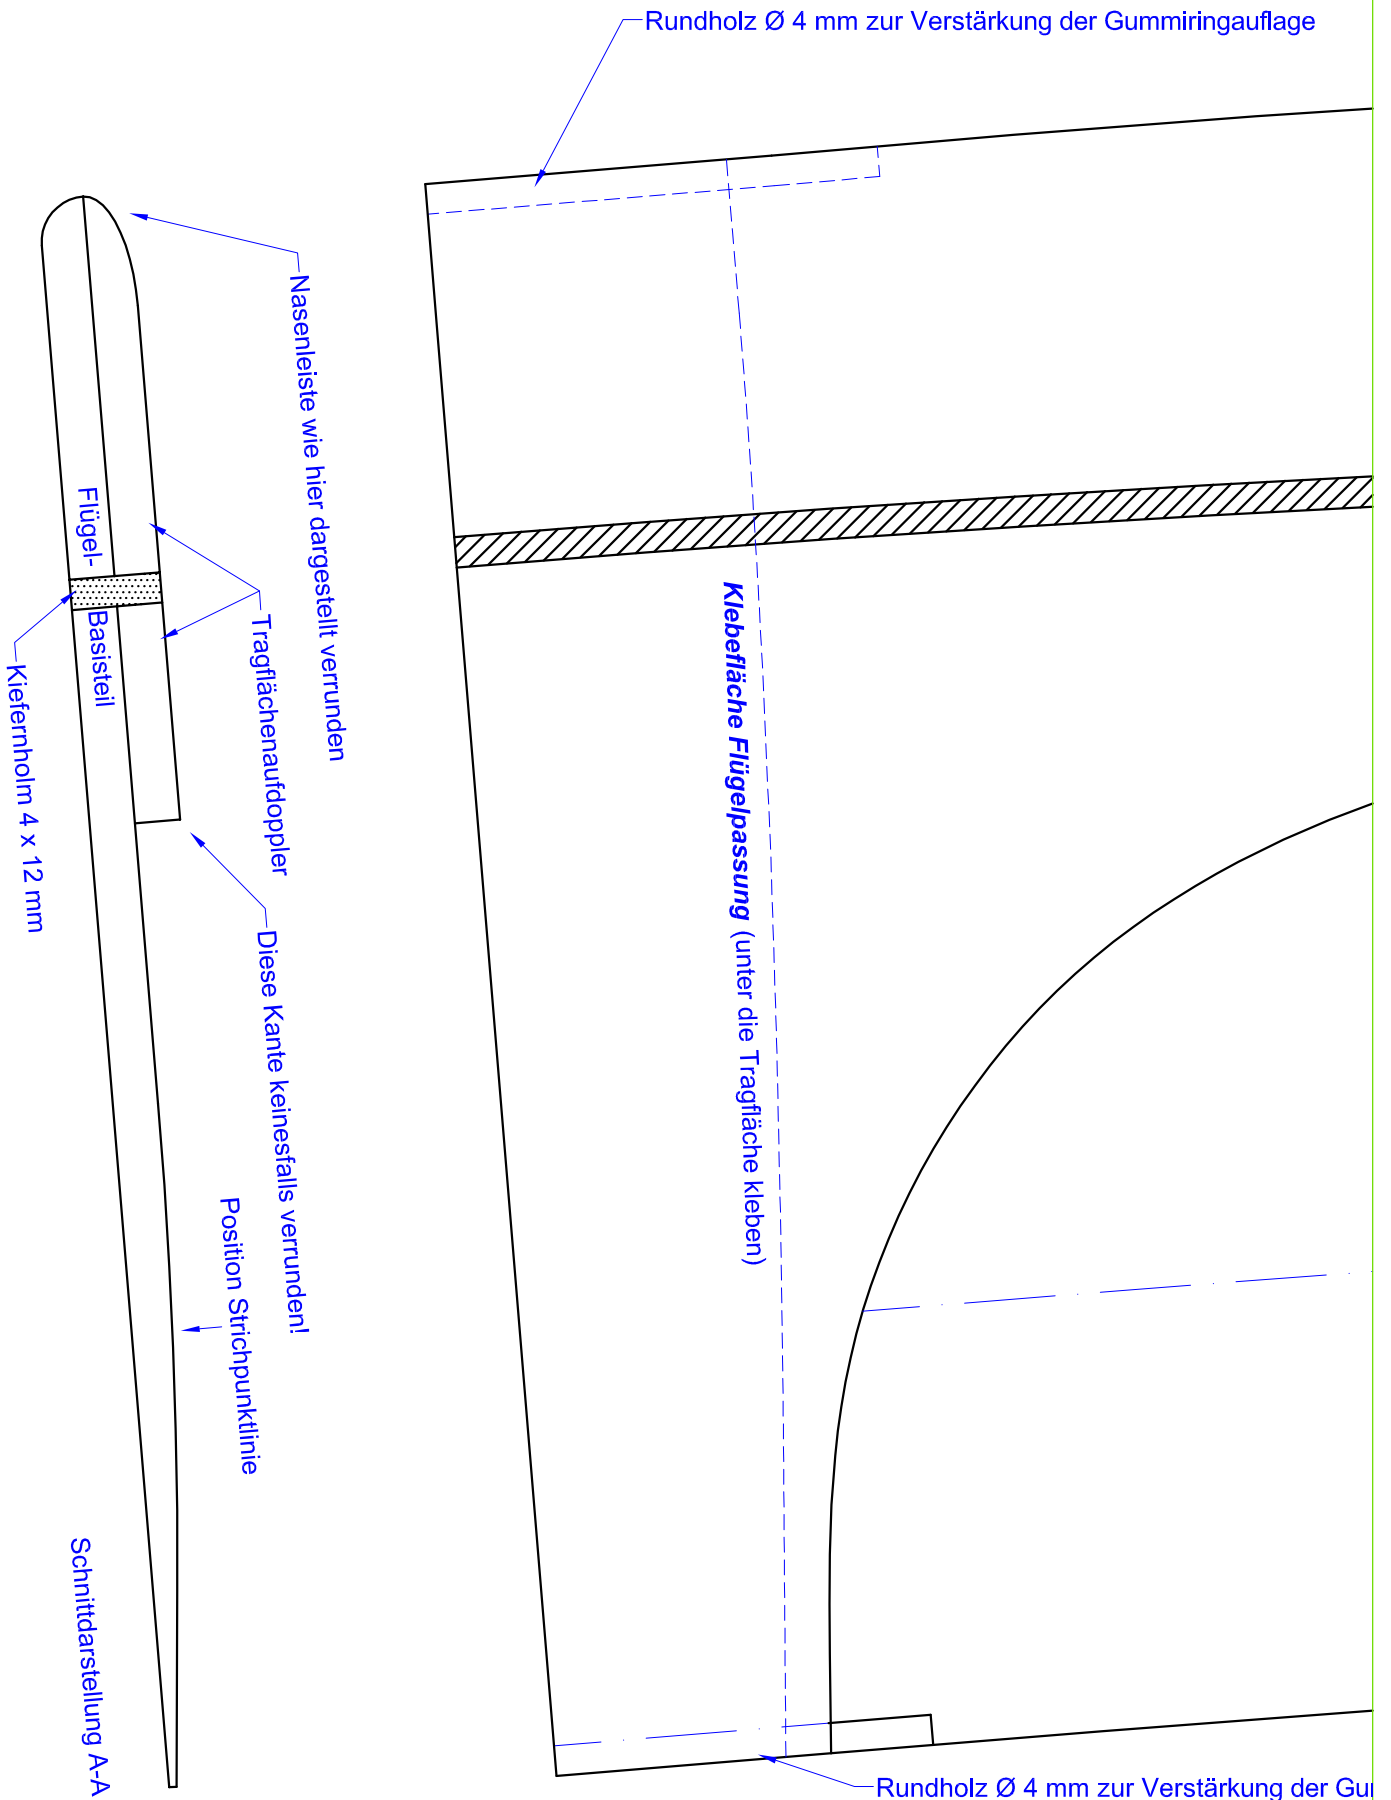 Rundholz Ø 4 mm zur Verstärkung der Gummiringauflage
Nasenleiste wie hier dargestellt verrunden
Flügel-
Basisteil
Tragflächenaufdoppler
Kiefernholm 4 x 12 mm
Klebefläche Flügelpassung (unter die Tragfläche kleben)
Diese Kante keinesfalls verrunden!
Position Strichpunktlinie
Schnittdarstellung A-A
Rundholz Ø 4 mm zur Verstärkung der